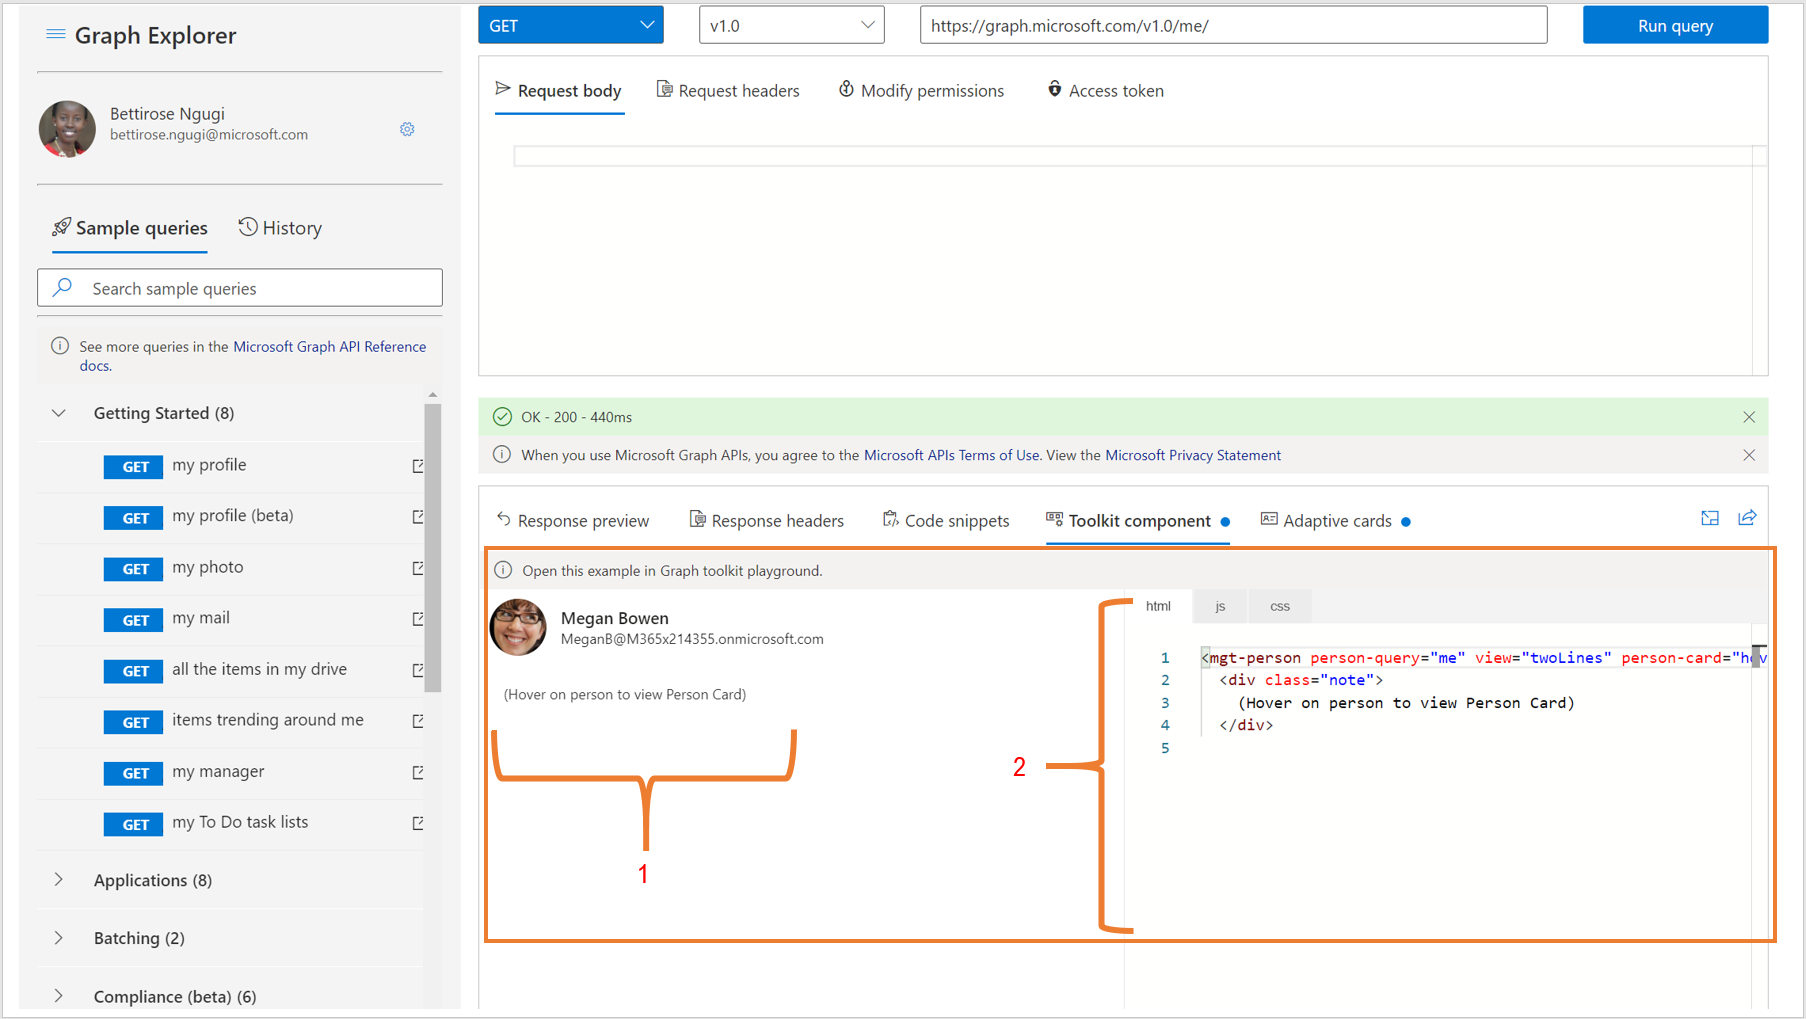 Graph Explorer
Bettirose Ngugi
bettirose.ngugi@microsoft.com
Sample queries
History
Search sample queries
See more queries in the Microsoft Graph API Reference
docs.
Getting Started (8)
GET my profile
GET my profile (beta)
GET my photo
GET my mail
GET all the items in my drive
GET items trending around me
GET my manager
GET my To Do task lists
Applications (8)
Batching (2)
Compliance (beta) (6)
GET
v1.0
https://graph.microsoft.com/v1.0/me/
Run query
Request body
Request headers
Modify permissions
Access token
OK - 200 - 440ms
When you use Microsoft Graph APIs, you agree to the Microsoft APIs Terms of Use. View the Microsoft Privacy Statement
Response preview
Response headers
Code snippets
Toolkit component
Adaptive cards
Open this example in Graph toolkit playground.
Megan Bowen
MeganB@M365x214355.onmicrosoft.com
(Hover on person to view Person Card)
1
2
html
js
css
1 <mgt-person person-query="me" view="twoLines" person-card="hov
2 <div class="note">
3 (Hover on person to view Person Card)
4 </div>
5